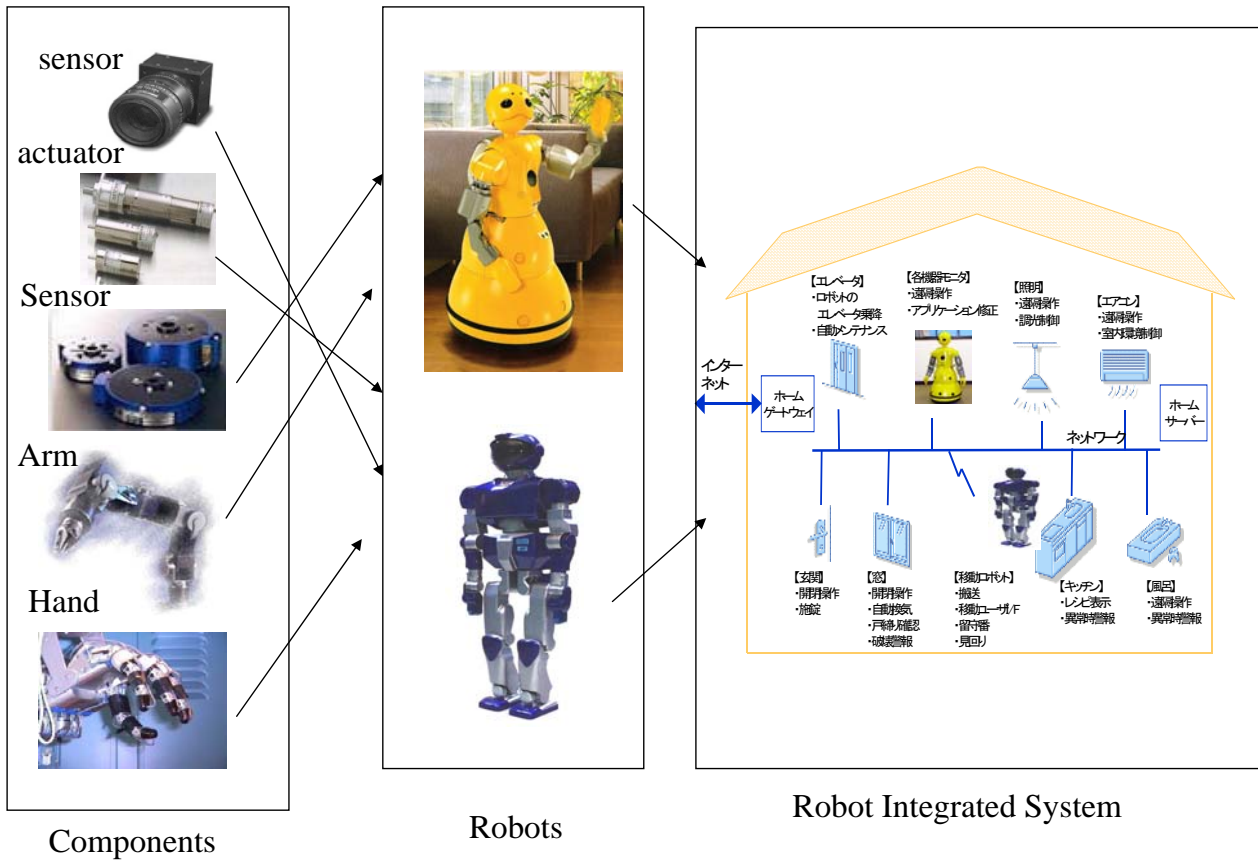 sensor
actuator
Sensor
Arm
Hand
Components
Robots
【エレベータ】
・ロボットの
エレベータ乗降
・自動メンテナンス
【各機器モニタ】
・遠隔操作
・アプリケーション修正
【照明】
・遠隔操作
・調光制御
【エアコン】
・遠隔操作
・室内環境制御
インター
ネット
ホーム
ゲートウェイ
ホーム
サーバー
ネットワーク
【玄関】
・開閉操作
・施錠
【窓】
・開閉操作
・自動換気
・戸締り確認
・破壊警報
【移動ロボット】
・搬送
・移動ユーザI/F
・留守番
・見回り
【キッチン】
・レシピ表示
・異常時警報
【風呂】
・遠隔操作
・異常時警報
Robot Integrated System